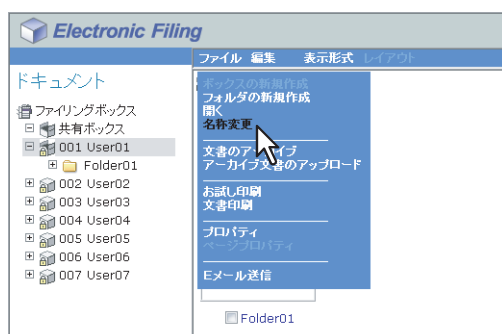 Electronic Filing
ファイル 編集 表示形式 レイアウト
ドキュメント
ファイリングボックス
共有ボックス
001 User01
Folder01
002 User02
003 User03
004 User04
005 User05
006 User06
007 User07
ボックスの新規作成
フォルダの新規作成
開く
名称変更
文書のアーカイブ
アーカイブ文書のアップロード
お試し印刷
文書印刷
プロパティ
ページプロパティ
Eメール送信
Folder01